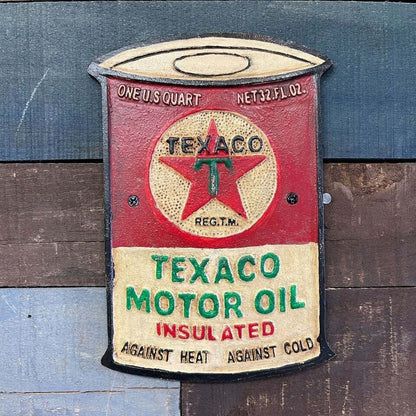 ONE U.S QUART NET 32.FL.OZ.
TEXACO
T
REG.T.M.
TEXACO
MOTOR OIL
INSULATED
AGAINST HEAT AGAINST COLD